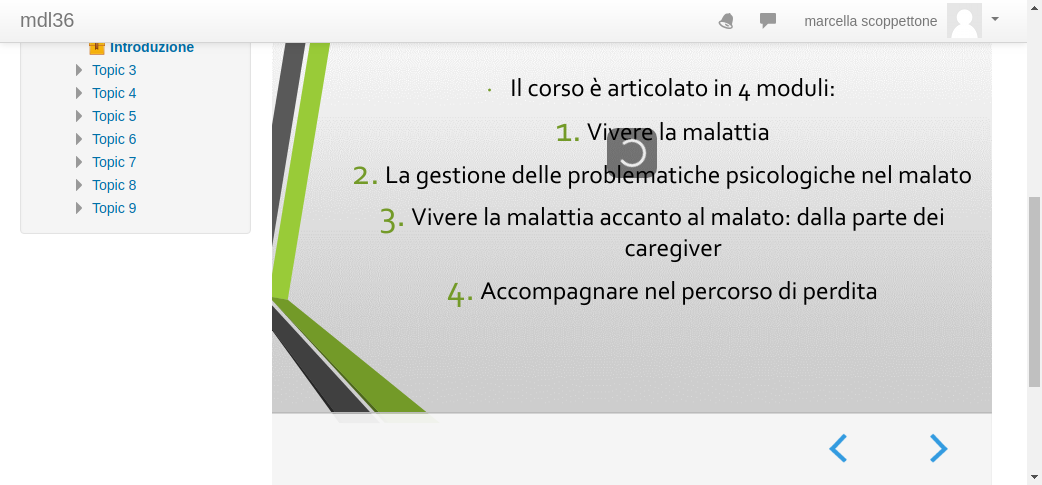 mdl36
marcella scoppettone
Introduzione
Topic 3
Topic 4
Topic 5
Topic 6
Topic 7
Topic 8
Topic 9
· Il corso è articolato in 4 moduli:
1. Vivere la malattia
2. La gestione delle problematiche psicologiche nel malato
3. Vivere la malattia accanto al malato: dalla parte dei
caregiver
4. Accompagnare nel percorso di perdita